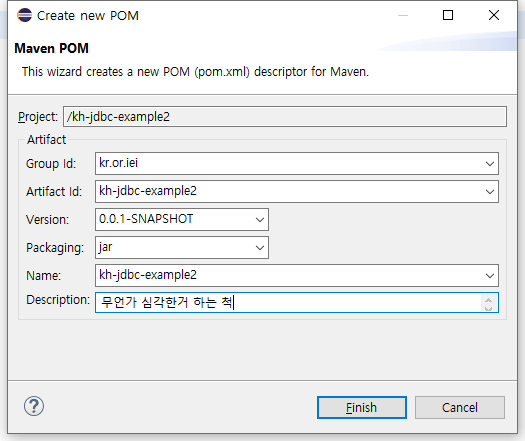 Create new POM
Maven POM
This wizard creates a new POM (pom.xml) descriptor for Maven.
Project: /kh-jdbc-example2
Artifact
Group Id: kr.or.iei
Artifact Id: kh-jdbc-example2
Version: 0.0.1-SNAPSHOT
Packaging: jar
Name: kh-jdbc-example2
Description: 무언가 심각한거 하는 척
?
Finish Cancel